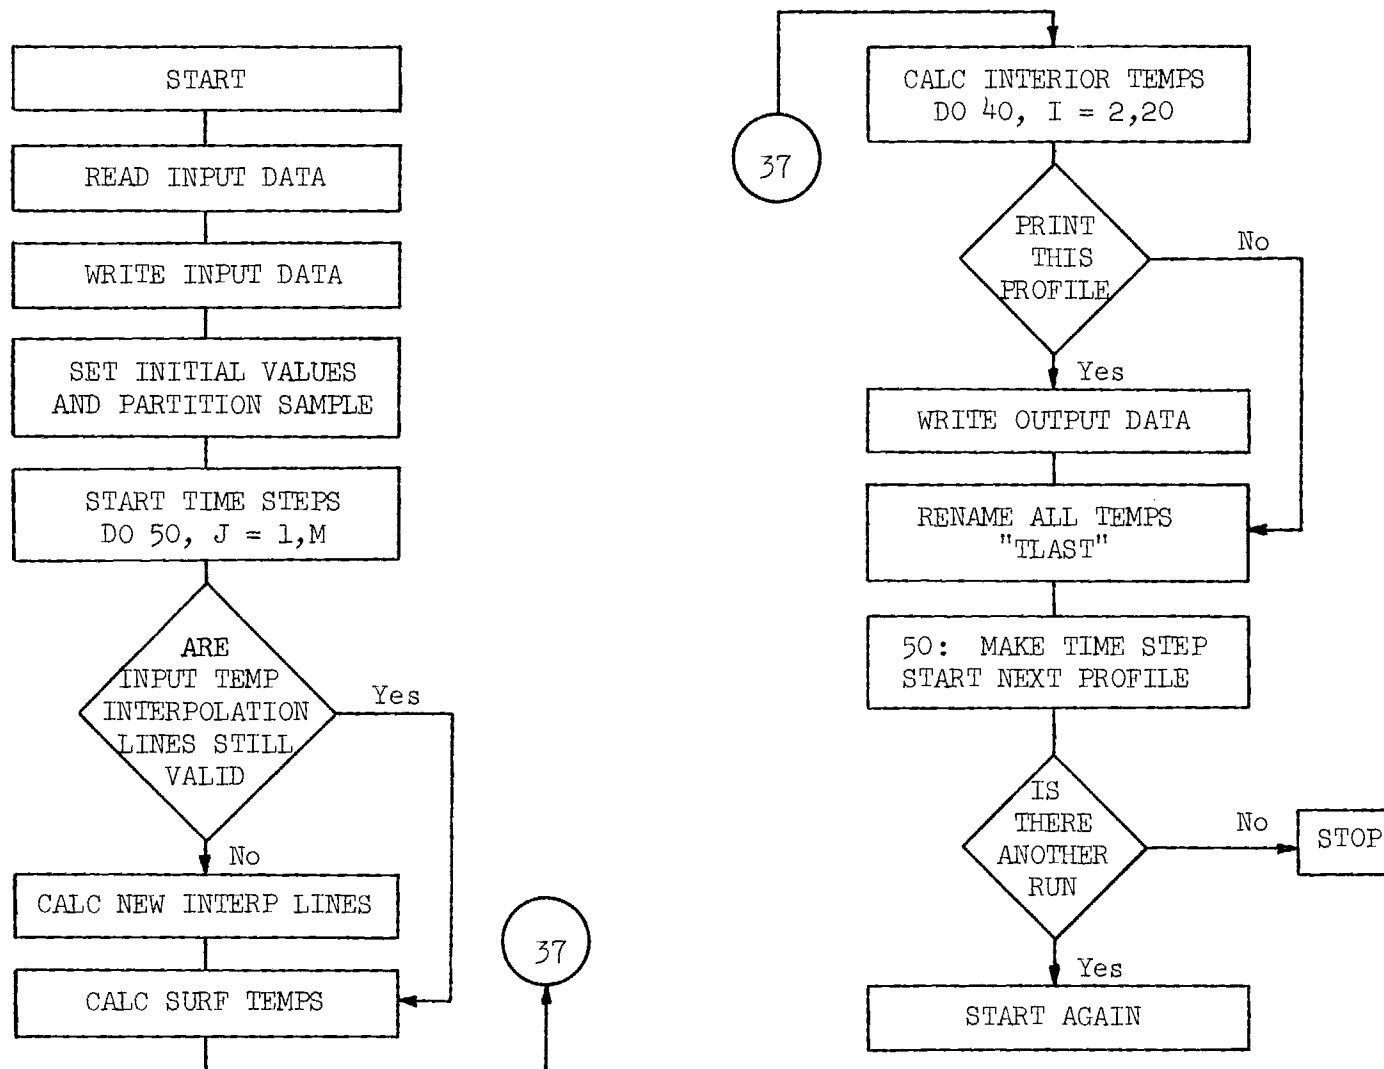 START
READ INPUT DATA
WRITE INPUT DATA
SET INITIAL VALUES
AND PARTITION SAMPLE
START TIME STEPS
DO 50, J = 1,M
ARE
INPUT TEMP
INTERPOLATION
LINES STILL
VALID
Yes
No
CALC NEW INTERP LINES
CALC SURF TEMPS
37
37
CALC INTERIOR TEMPS
DO 40, I = 2,20
PRINT
THIS
PROFILE
No
Yes
WRITE OUTPUT DATA
RENAME ALL TEMPS
"TLAST"
50: MAKE TIME STEP
START NEXT PROFILE
IS
THERE
ANOTHER
RUN
No
STOP
Yes
START AGAIN